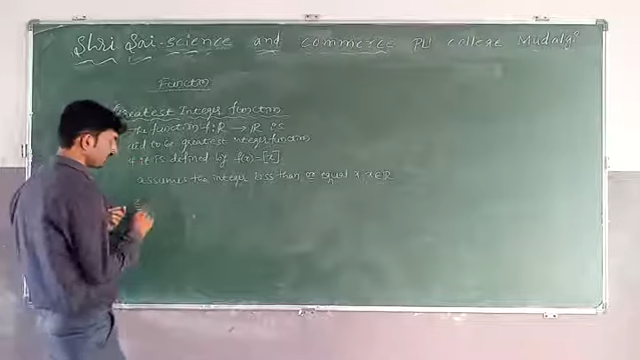 Shri Sai-science and commerce PU college Mudalgi
Function
Greatest Integer function
The function f: R → R is
aid to be greatest integer function
if it is defined by f(x)=[x]
assumes the integer less than or equal x, x∈R